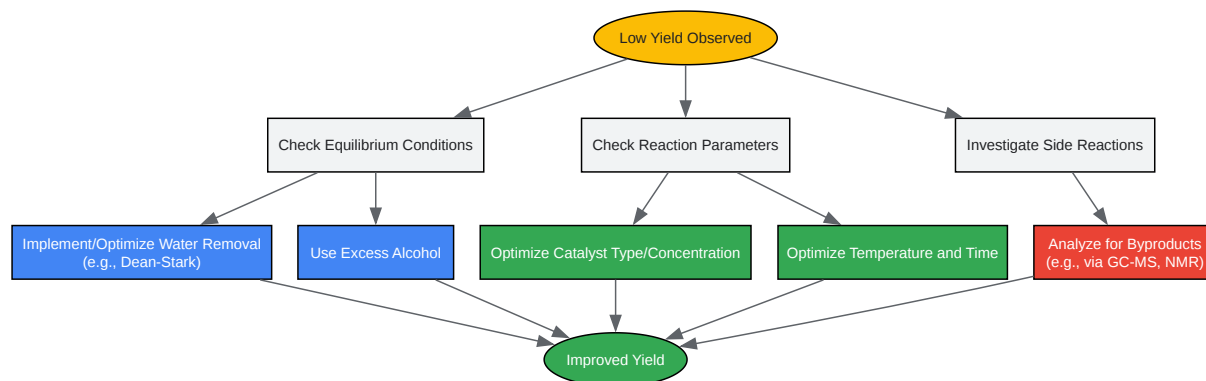 Low Yield Observed
Check Equilibrium Conditions
Check Reaction Parameters
Investigate Side Reactions
Implement/Optimize Water Removal
(e.g., Dean-Stark)
Use Excess Alcohol
Optimize Catalyst Type/Concentration
Optimize Temperature and Time
Analyze for Byproducts
(e.g., via GC-MS, NMR)
Improved Yield